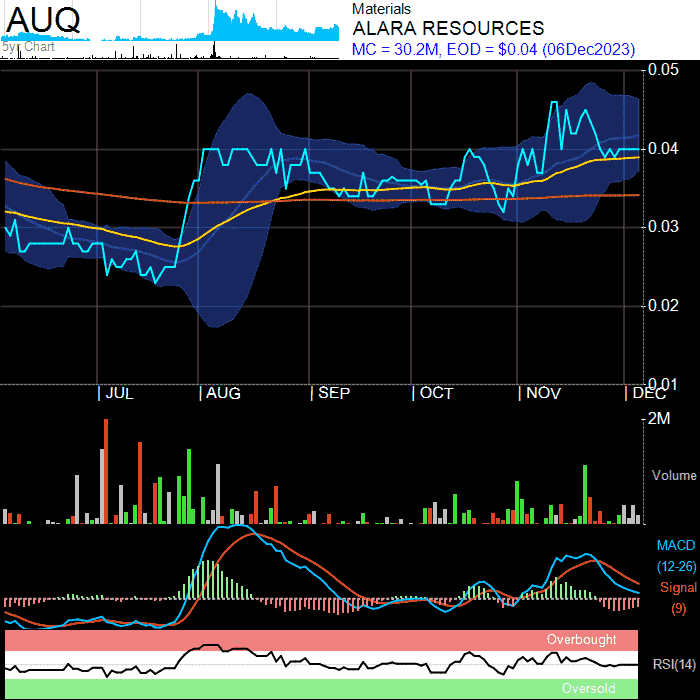 AUQ
5yr Chart
Materials
ALARA RESOURCES
MC = 30.2M, EOD = $0.04 (06Dec2023)
0.05
0.04
0.03
0.02
0.01
| JUL | AUG | SEP | OCT | NOV | DEC
2M
Volume
MACD
(12-26)
Signal
(9)
Overbought
RSI(14)
Oversold